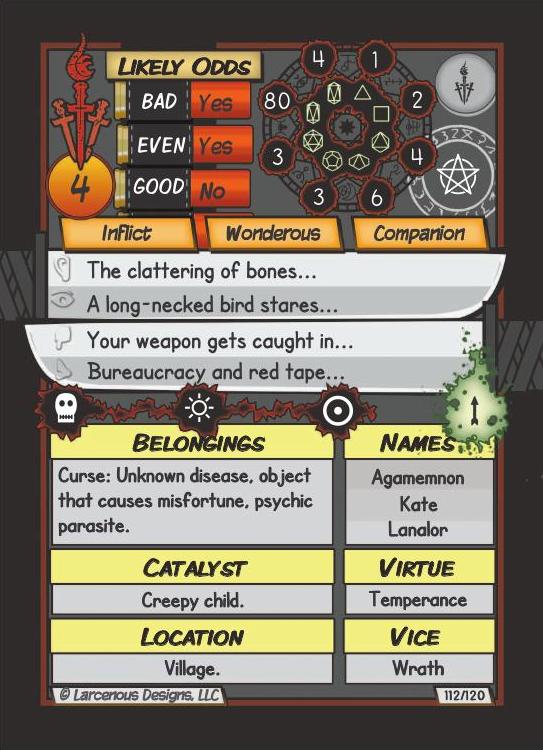 LIKELY ODDS
BAD Yes
EVEN Yes
GOOD No
4
4
1
80
2
3
4
3
6
Inflict Wonderous Companion
The clattering of bones...
A long-necked bird stares...
Your weapon gets caught in...
Bureaucracy and red tape...
BELONGINGS
Curse: Unknown disease, object
that causes misfortune, psychic
parasite.
NAMES
Agamemnon
Kate
Lanalor
CATALYST
Creepy child.
VIRTUE
Temperance
LOCATION
Village.
VICE
Wrath
© Larcenous Designs, LLC
112/120